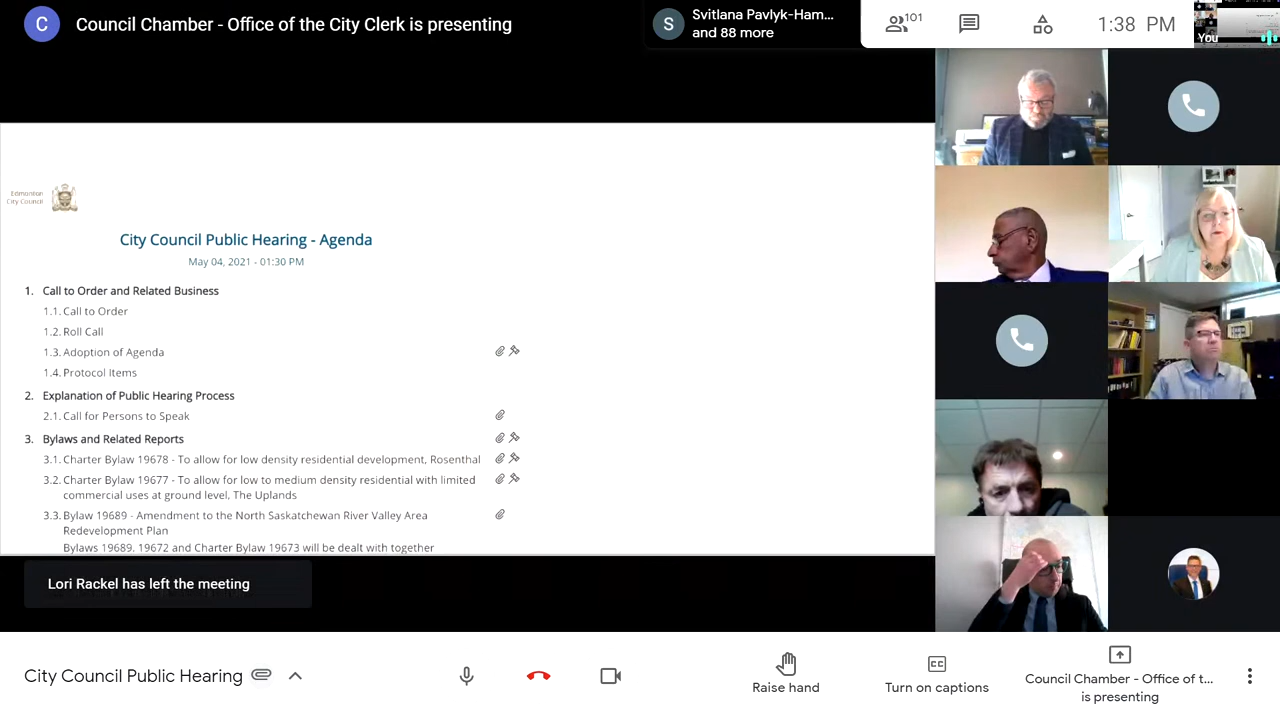 C
Council Chamber - Office of the City Clerk is presenting
S
Svitlana Pavlyk-Ham...
and 88 more
101
1:38 PM
You
Edmonton
City Council
City Council Public Hearing - Agenda
May 04, 2021 - 01:30 PM
1. Call to Order and Related Business
1.1. Call to Order
1.2. Roll Call
1.3. Adoption of Agenda
1.4. Protocol Items
2. Explanation of Public Hearing Process
2.1. Call for Persons to Speak
3. Bylaws and Related Reports
3.1. Charter Bylaw 19678 - To allow for low density residential development, Rosenthal
3.2. Charter Bylaw 19677 - To allow for low to medium density residential with limited
commercial uses at ground level, The Uplands
3.3. Bylaw 19689 - Amendment to the North Saskatchewan River Valley Area
Redevelopment Plan
Bylaws 19689, 19672 and Charter Bylaw 19673 will be dealt with together
Lori Rackel has left the meeting
City Council Public Hearing
Raise hand
CC
Turn on captions
Council Chamber - Office of t...
is presenting